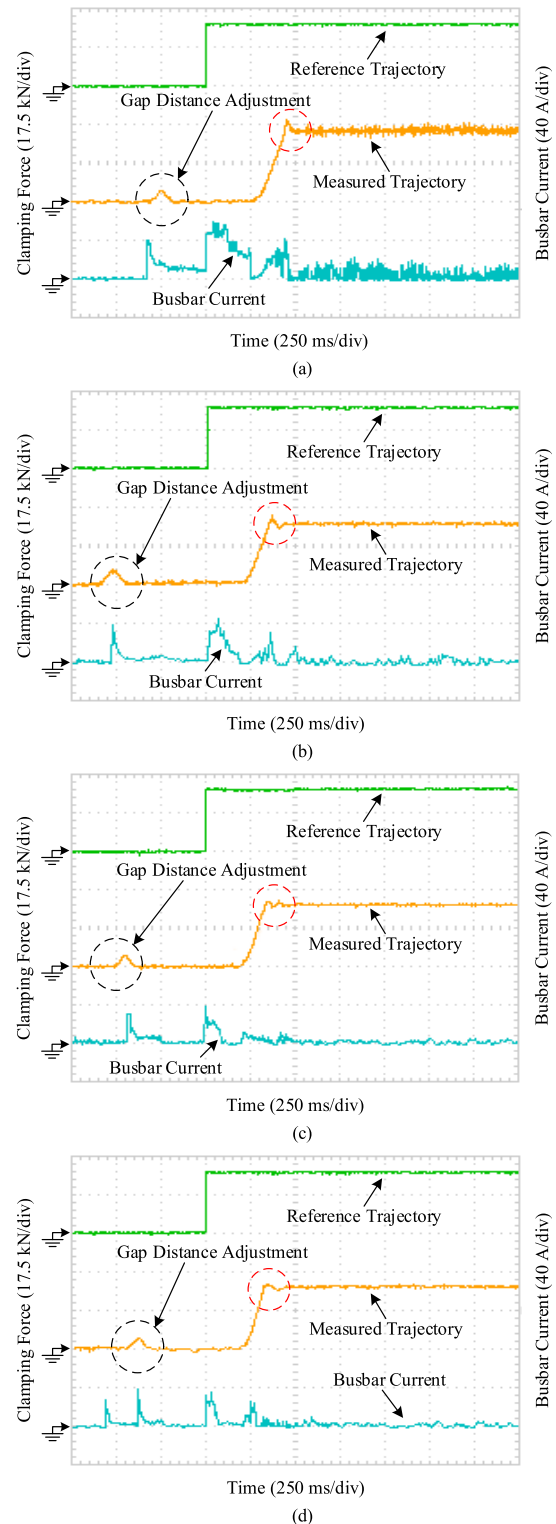 Clamping Force (17.5 kN/div)
Reference Trajectory
Gap Distance Adjustment
Measured Trajectory
Busbar Current
Busbar Current (40 A/div)
Time (250 ms/div)
(a)
Clamping Force (17.5 kN/div)
Reference Trajectory
Gap Distance Adjustment
Measured Trajectory
Busbar Current
Busbar Current (40 A/div)
Time (250 ms/div)
(b)
Clamping Force (17.5 kN/div)
Reference Trajectory
Gap Distance Adjustment
Measured Trajectory
Busbar Current
Busbar Current (40 A/div)
Time (250 ms/div)
(c)
Clamping Force (17.5 kN/div)
Reference Trajectory
Gap Distance Adjustment
Measured Trajectory
Busbar Current
Busbar Current (40 A/div)
Time (250 ms/div)
(d)